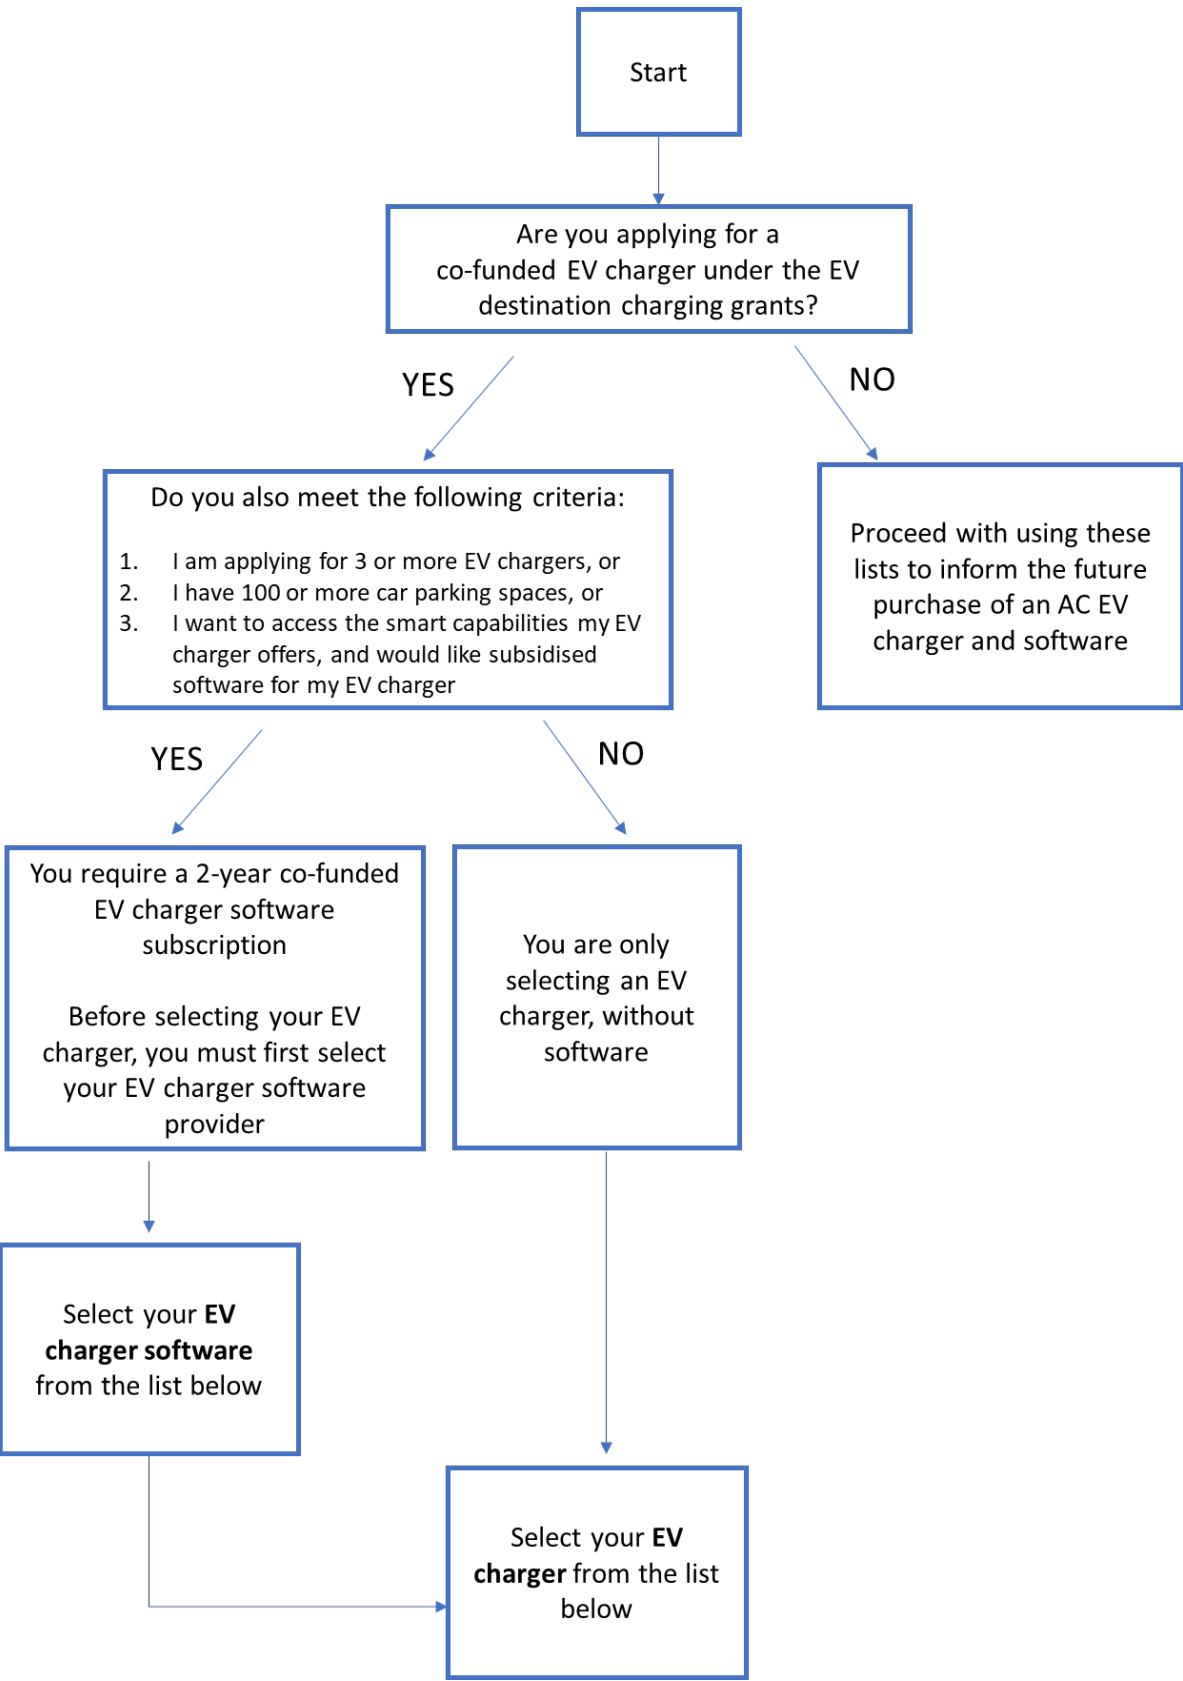 Start
Are you applying for a
co-funded EV charger under the EV
destination charging grants?
YES
NO
Do you also meet the following criteria:
1. I am applying for 3 or more EV chargers, or
2. I have 100 or more car parking spaces, or
3. I want to access the smart capabilities my EV
charger offers, and would like subsidised
software for my EV charger
Proceed with using these
lists to inform the future
purchase of an AC EV
charger and software
YES
NO
You require a 2-year co-funded
EV charger software
subscription
Before selecting your EV
charger, you must first select
your EV charger software
provider
You are only
selecting an EV
charger, without
software
Select your EV
charger software
from the list below
Select your EV
charger from the list
below